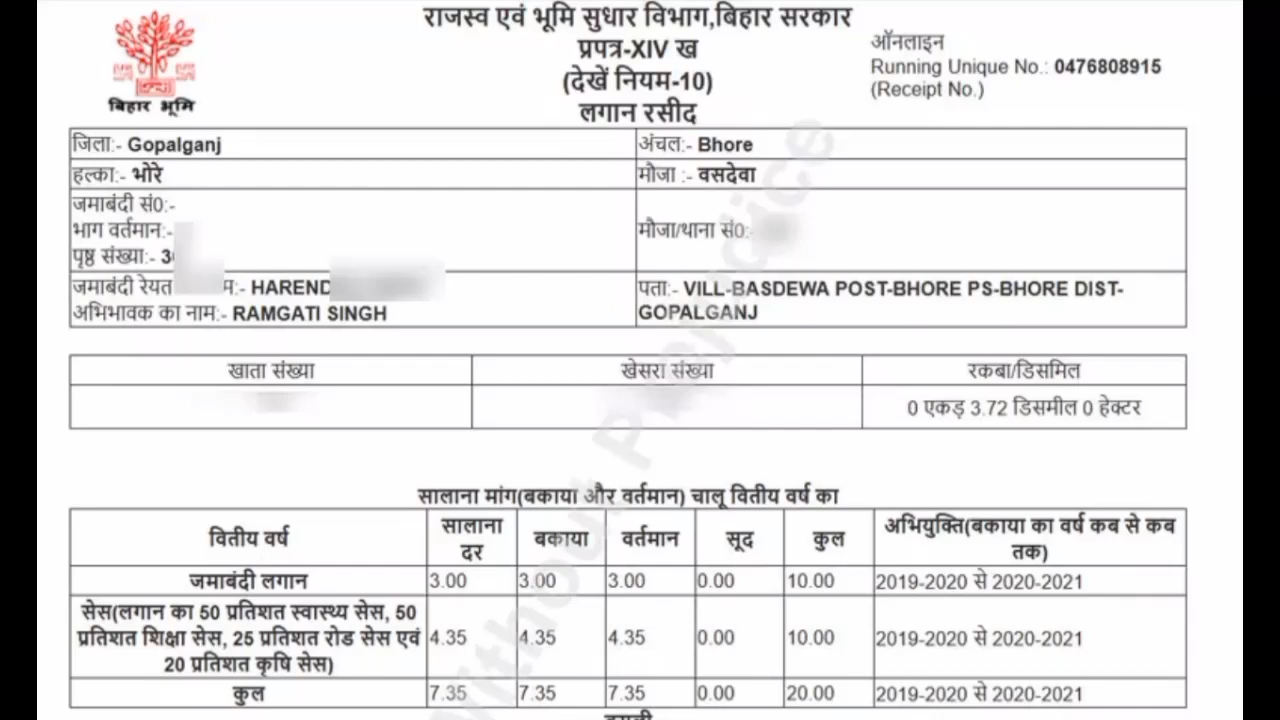 राजस्व एवं भूमि सुधार विभाग,बिहार सरकार
प्रपत्र-XIV ख
(देखें नियम-10)
लगान रसीद
बिहार भूमि
ऑनलाइन
Running Unique No.: 0476808915
(Receipt No.)
जिला:- Gopalganj
अंचल:- Bhore
हल्का:- भोरे
मौजा :- वसदेवा
जमाबंदी सं0:-
भाग वर्तमान:-
पृष्ठ संख्या:- 3
मौजा/थाना सं0:-
जमाबंदी रेयत म:- HAREND
अभिभावक का नाम:- RAMGATI SINGH
पता:- VILL-BASDEWA POST-BHORE PS-BHORE DIST-
GOPALGANJ
खाता संख्या
खेसरा संख्या
रकबा/डिसमिल
0 एकड़ 3.72 डिसमील 0 हेक्टर
सालाना मांग(बकाया और वर्तमान) चालू वितीय वर्ष का
वितीय वर्ष
सालाना
दर
बकाया
वर्तमान
सूद
कुल
अभियुक्ति(बकाया का वर्ष कब से कब
तक)
जमाबंदी लगान 3.00 3.00 3.00 0.00 10.00 2019-2020 से 2020-2021
सेस(लगान का 50 प्रतिशत स्वास्थ्य सेस, 50
प्रतिशत शिक्षा सेस, 25 प्रतिशत रोड सेस एवं
20 प्रतिशत कृषि सेस)
4.35 4.35 4.35 0.00 10.00 2019-2020 से 2020-2021
कुल 7.35 7.35 7.35 0.00 20.00 2019-2020 से 2020-2021
Without Prejudice